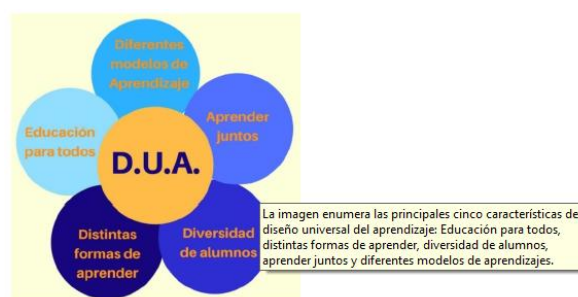 Diferentes
modelos de
Aprendizaje
Educación
para todos
Aprender
juntos
D.U.A.
Distintas
formas de
aprender
Diversidad
de alumnos
La imagen enumera las principales cinco características de
diseño universal del aprendizaje: Educación para todos,
distintas formas de aprender, diversidad de alumnos,
aprender juntos y diferentes modelos de aprendizajes.